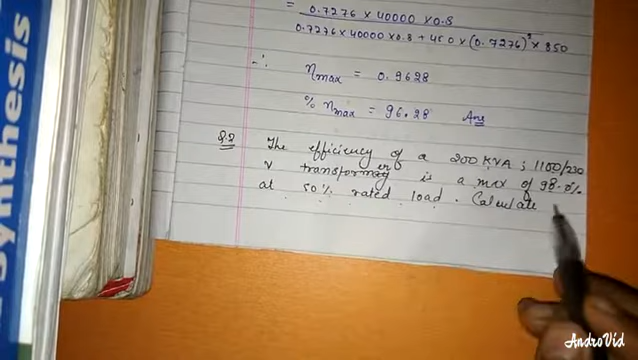 = 0.7276 x 40000 x 0.8
0.7276 x 40000 x 0.8 + 450 x (0.7276)² x 850
∴ ηmax = 0.9628
% ηmax = 96.28 Ans
Q.2 The efficiency of a 200 KVA; 1100/230
V transformer is a max of 98.0%
at 50% rated load. Calculate
Synthesis
AndroVid